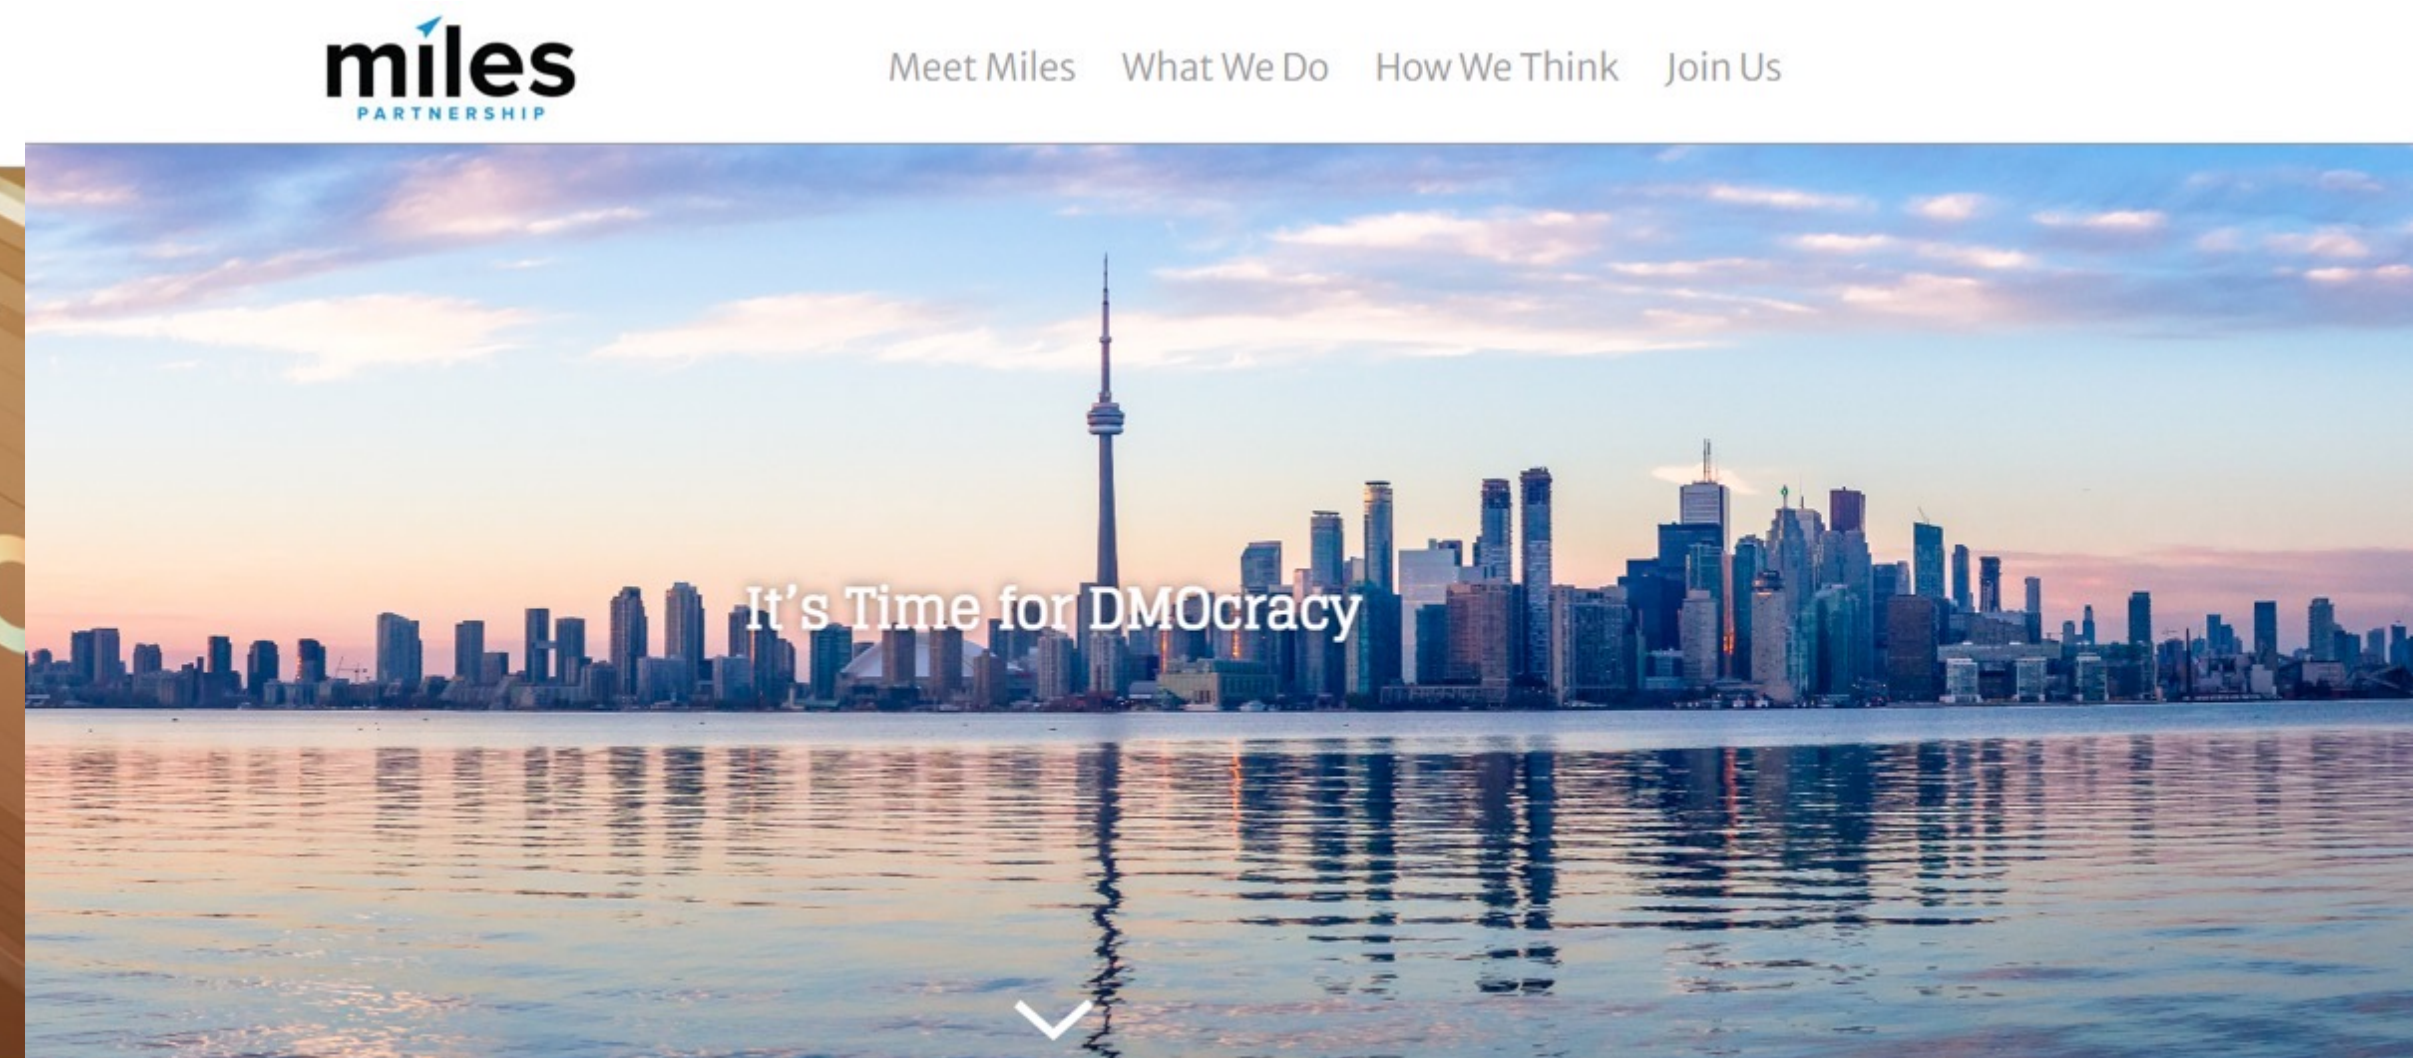 miles
PARTNERSHIP
Meet Miles What We Do How We Think Join Us
It's Time for DMOcracy